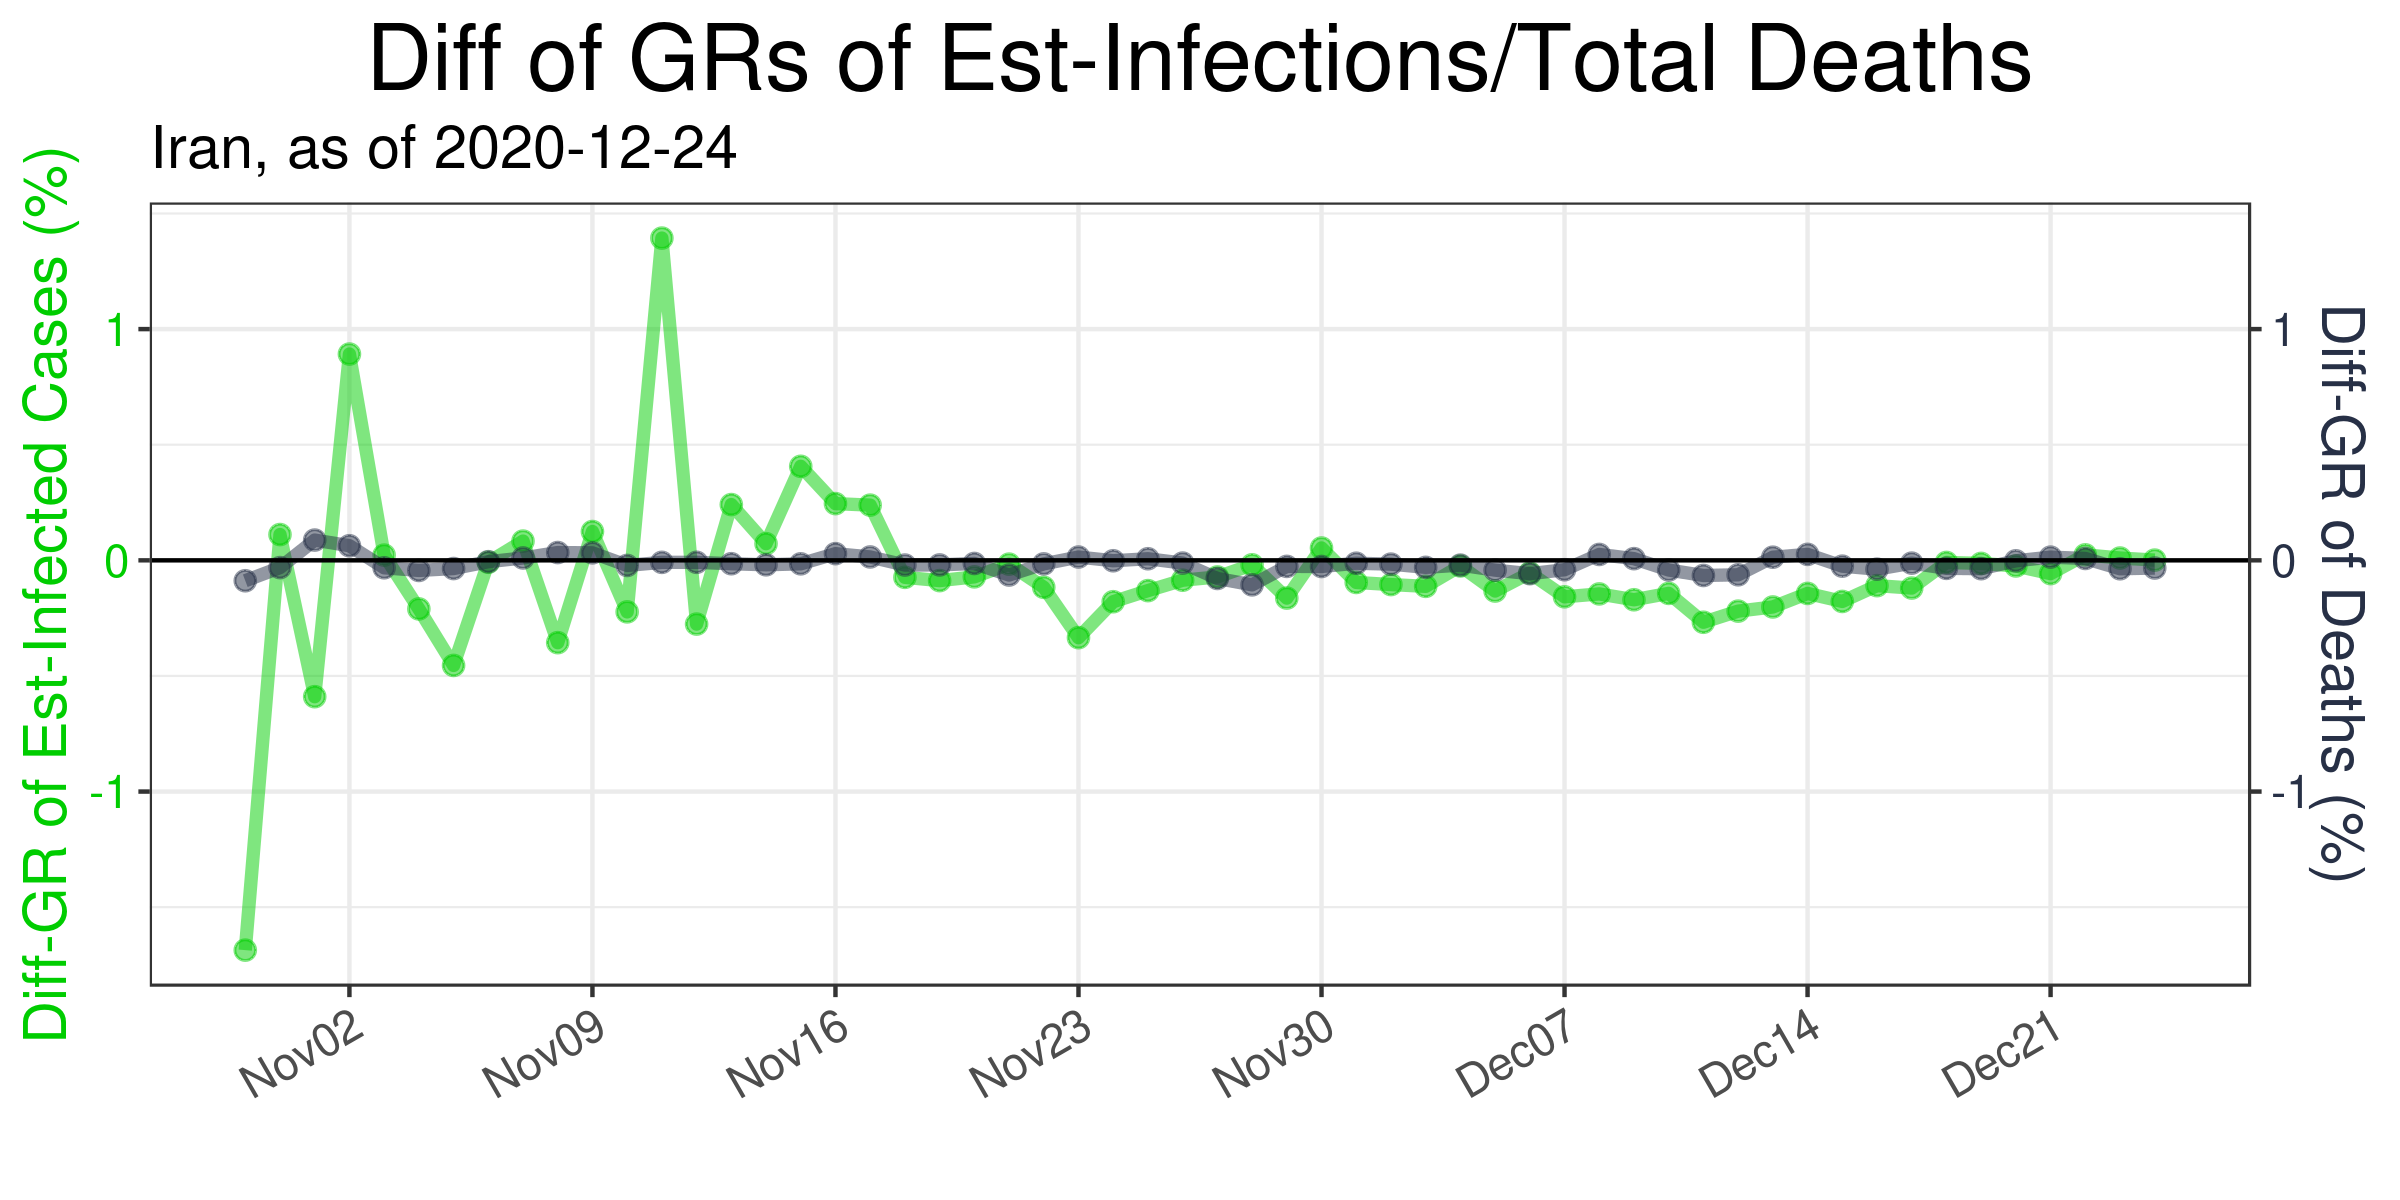 Diff of GRs of Est-Infections/Total Deaths
Iran, as of 2020-12-24
Diff-GR of Est-Infected Cases (%)
1
0
-1
1
0
-1
Diff-GR of Deaths (%)
Nov02
Nov09
Nov16
Nov23
Nov30
Dec07
Dec14
Dec21